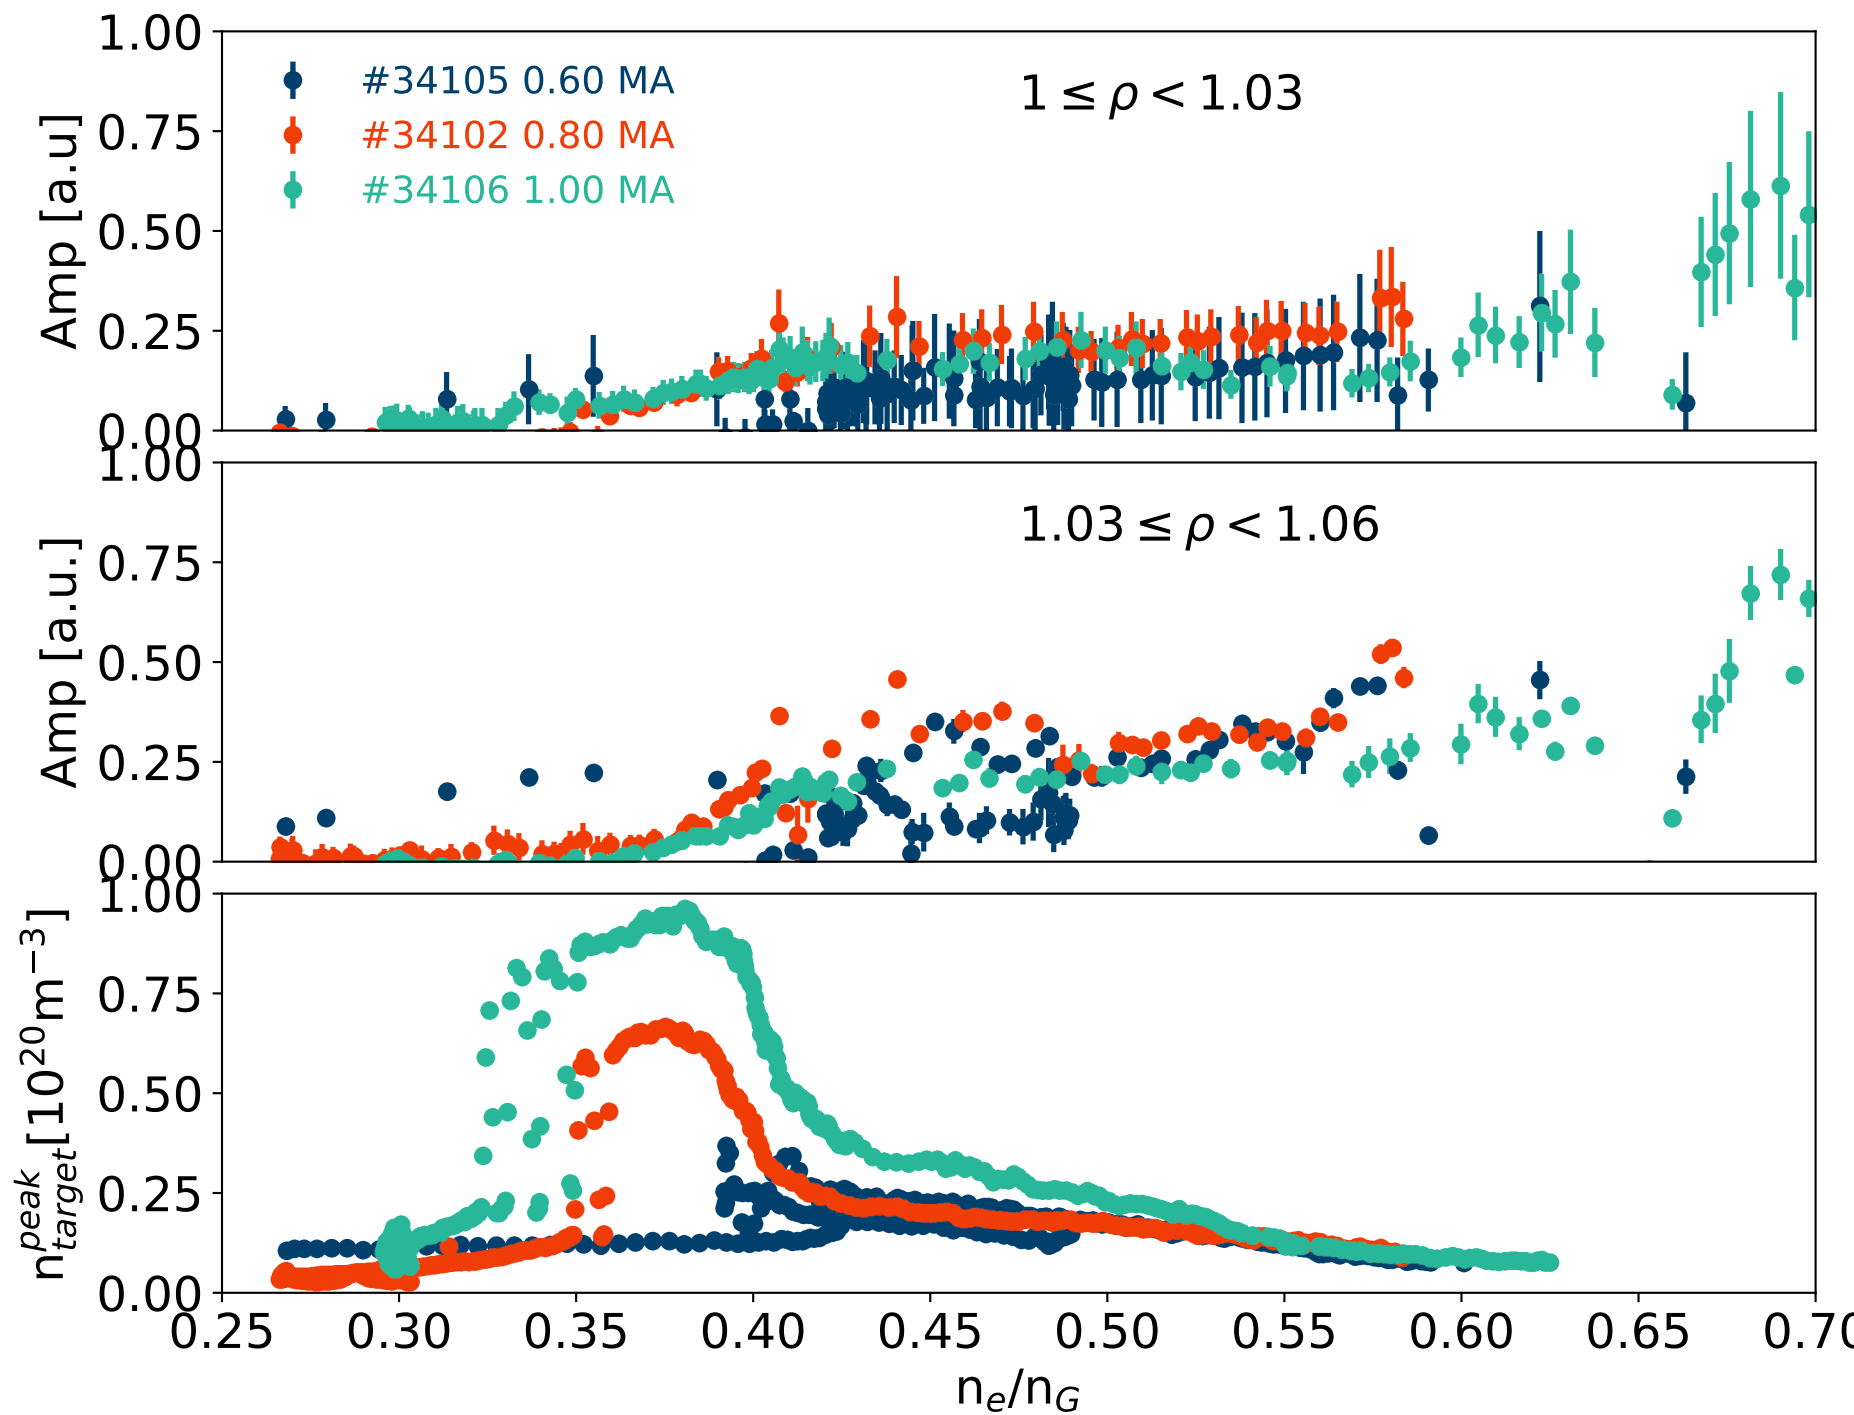 1.00
0.75
0.50
0.25
0.00
Amp [a.u]
#34105 0.60 MA
#34102 0.80 MA
#34106 1.00 MA
1 ≤ ρ < 1.03
1.00
0.75
0.50
0.25
0.00
Amp [a.u.]
1.03 ≤ ρ < 1.06
1.00
0.75
0.50
0.25
0.00
n_{target}^{peak}[10^{20}m^{−3}]
0.25 0.30 0.35 0.40 0.45 0.50 0.55 0.60 0.65 0.70
n_e/n_G